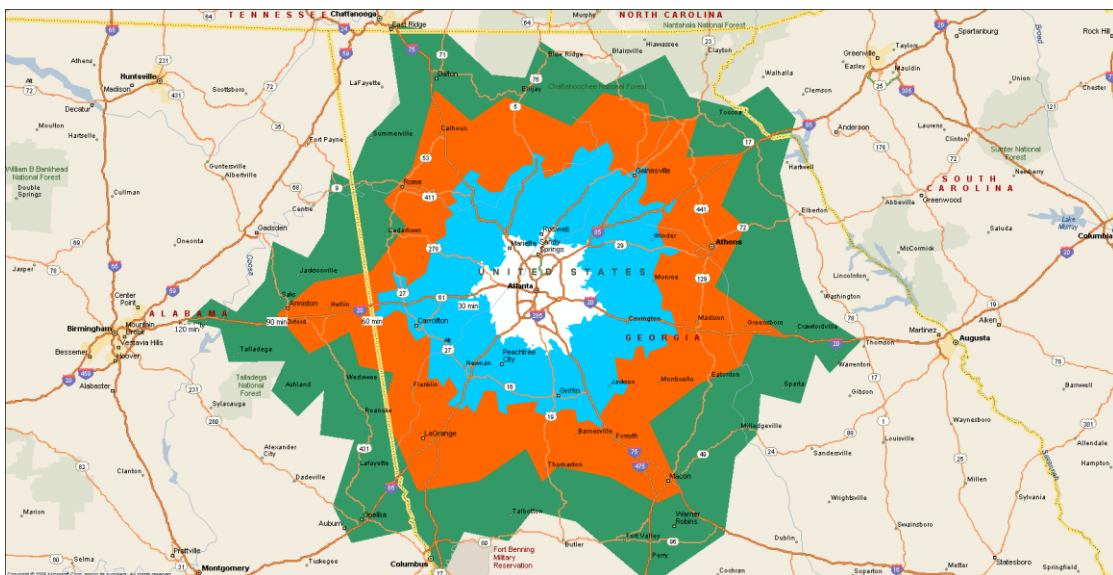 TENNESSEE
Chattanooga
East Ridge
NORTH CAROLINA
Murphy
Nantahala National Forest
Hiawassee
Clayton
Blairsville
Blue Ridge
Spartanburg
Rock Hill
Broad
Greenville
Taylors
Easley
Mauldin
Union
Chester
Athens
Huntsville
Madison
Scottsboro
LaFayette
Dalton
Ellijay
Chattahoochee National Forest
Walhalla
Clemson
Toccoa
Decatur
Moulton
Hartselle
Fort Payne
Summerville
Calhoun
Anderson
Laurens
Clinton
Sumter National Forest
Newberry
Hartwell
William B Bankhead
National Forest
Double Springs
Guntersville
Albertville
Cullman
Centre
Rome
Gainesville
Elberton
Abbeville
Greenwood
SOUTH
CAROLINA
Saluda
Lake Murray
Columbia
Gadsden
Oneonta
Coosa
Cedartown
Roswell
Marietta
Sandy Springs
Winder
Athens
McCormick
Jasper
Jacksonville
UNITED STATES
Monroe
Lincolnton
Washington
Center Point
Saks
Anniston
Heflin
Oxford
Atlanta
30 min
60 min
90 min
120 min
ALABAMA
Birmingham
Mountain Brook
Vestavia Hills
Hoover
Bessemer
Alabaster
Carrollton
Covington
Madison
Greensboro
Crawfordville
GEORGIA
Martinez
Aiken
Augusta
Thomson
Warrenton
Talladega
Talladega
National
Forest
Ashland
Wedowee
Newnan
Peachtree City
Franklin
Griffin
Jackson
Monticello
Eatonton
Sparta
Gibson
Barnwell
Sylacauga
Roanoke
LaGrange
Barnesville
Forsyth
Milledgeville
Waynesboro
Louisville
Allendale
Alexander City
Clanton
Dadeville
Lafayette
Thomaston
Macon
Sandersville
Millen
Hampton
Savannah
Sylvania
Marion
Opelika
Auburn
Talbotton
Warner Robins
Wrightsville
Swainsboro
Prattville
Selma
Montgomery
Tuskegee
Columbus
Fort Benning
Military
Reservation
Butler
Fort Valley
Perry
Dublin
Cochran
Soperton
Metter
Statesboro
Springfield